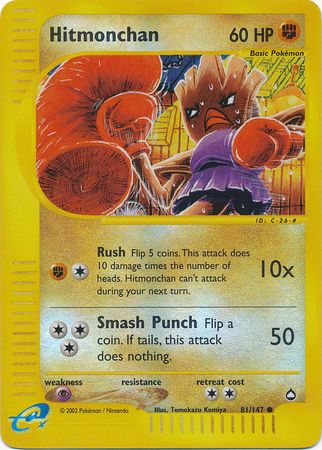 Hitmonchan 60 HP
Basic Pokémon
ID: C-26-#
Rush Flip 5 coins. This attack does
10 damage times the number of
heads. Hitmonchan can't attack
during your next turn.
10x
Smash Punch Flip a
coin. If tails, this attack
does nothing.
50
weakness resistance retreat cost
e
© 2002 Pokémon / Nintendo Illus. Tomokazu Komiya 81/147